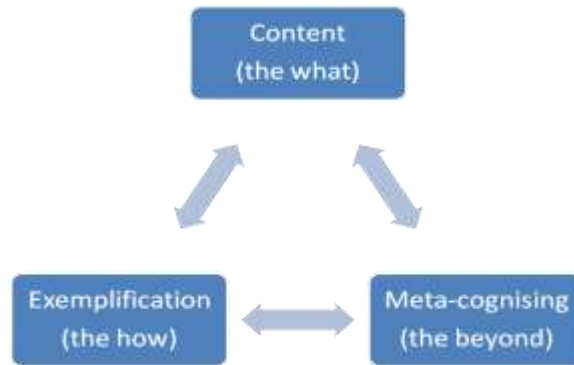 Content
(the what)
Exemplification
(the how)
Meta-cognising
(the beyond)